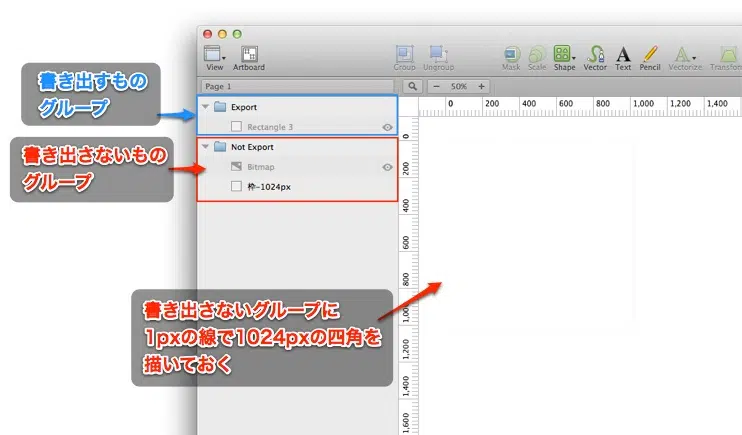 View
Artboard
Group
Ungroup
Mask
Scale
Shape
Vector
Text
Pencil
Vectorize
Transform
Page 1
50%
0 200 400 600 800 1,000 1,200 1,400
書き出すもの
グループ
Export
Rectangle 3
書き出さないもの
グループ
Not Export
Bitmap
枠-1024px
0
200
400
600
800
1,000
1,200
1,400
1,600
書き出さないグループに
1pxの線で1024pxの四角を
描いておく